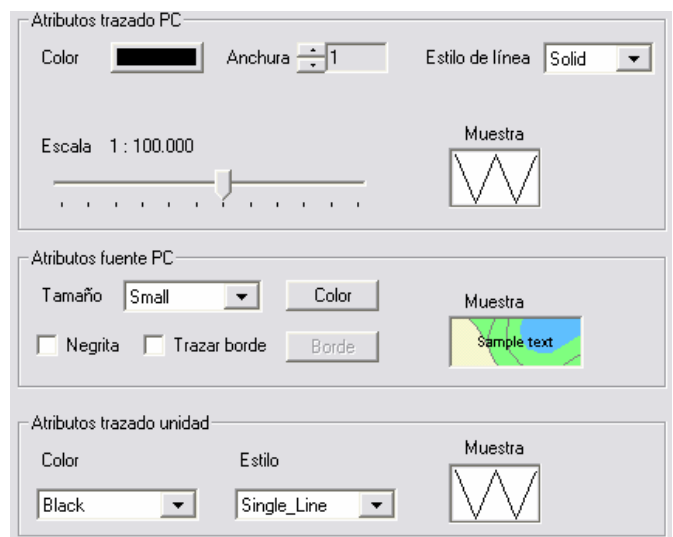 Atributos trazado PC
Color Anchura 1 Estilo de línea Solid
Muestra
Escala 1 : 100.000
Atributos fuente PC
Tamaño Small Color Muestra
Negrita Trazar borde Borde Sample text
Atributos trazado unidad
Color Estilo Muestra
Black Single_Line